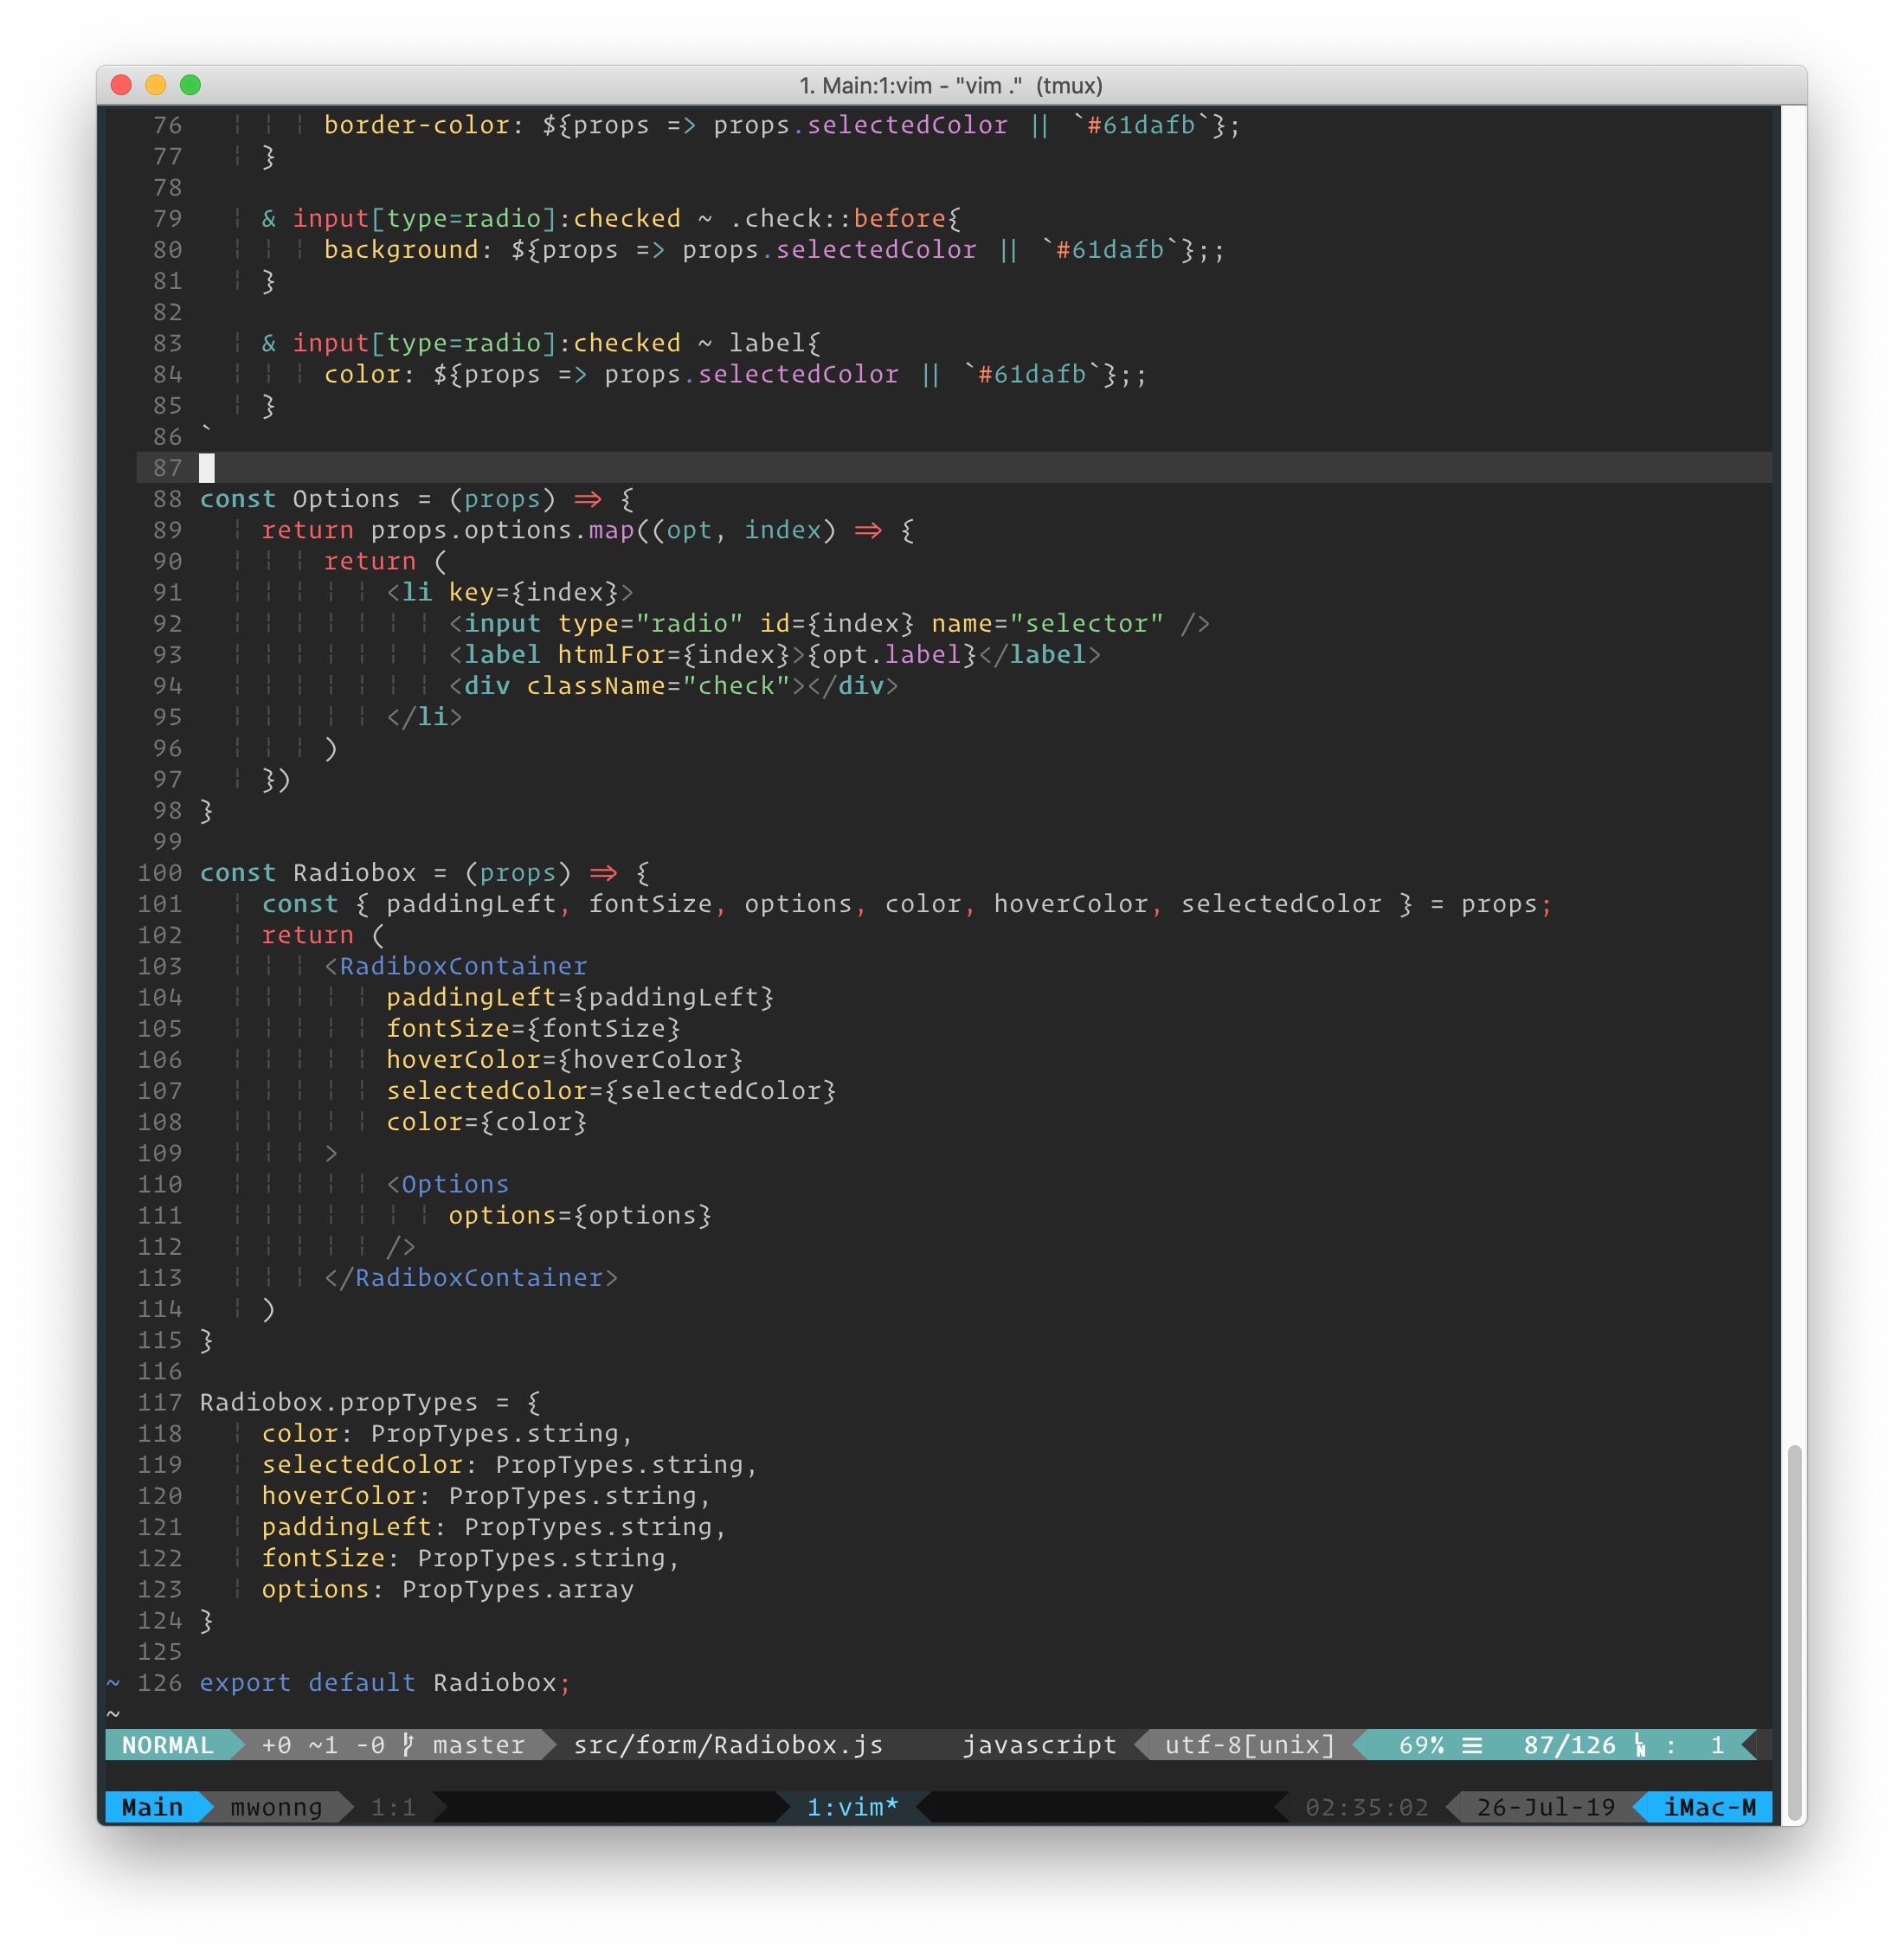 1. Main:1:vim - "vim ." (tmux)
76 border-color: ${props => props.selectedColor || `#61dafb`};
77 }
78
79 & input[type=radio]:checked ~ .check::before{
80 background: ${props => props.selectedColor || `#61dafb`};;
81 }
82
83 & input[type=radio]:checked ~ label{
84 color: ${props => props.selectedColor || `#61dafb`};;
85 }
86 `
87
88 const Options = (props) => {
89 return props.options.map((opt, index) => {
90 return (
91 <li key={index}>
92 <input type="radio" id={index} name="selector" />
93 <label htmlFor={index}>{opt.label}</label>
94 <div className="check"></div>
95 </li>
96 )
97 })
98 }
99
100 const Radiobox = (props) => {
101 const { paddingLeft, fontSize, options, color, hoverColor, selectedColor } = props;
102 return (
103 <RadiboxContainer
104 paddingLeft={paddingLeft}
105 fontSize={fontSize}
106 hoverColor={hoverColor}
107 selectedColor={selectedColor}
108 color={color}
109 >
110 <Options
111 options={options}
112 />
113 </RadiboxContainer>
114 )
115 }
116
117 Radiobox.propTypes = {
118 color: PropTypes.string,
119 selectedColor: PropTypes.string,
120 hoverColor: PropTypes.string,
121 paddingLeft: PropTypes.string,
122 fontSize: PropTypes.string,
123 options: PropTypes.array
124 }
125
~ 126 export default Radiobox;
~
NORMAL +0 ~1 -0 master src/form/Radiobox.js javascript utf-8[unix] 69% ☰ 87/126 LN : 1
Main mwonng 1:1 1:vim* 02:35:02 26-Jul-19 iMac-M